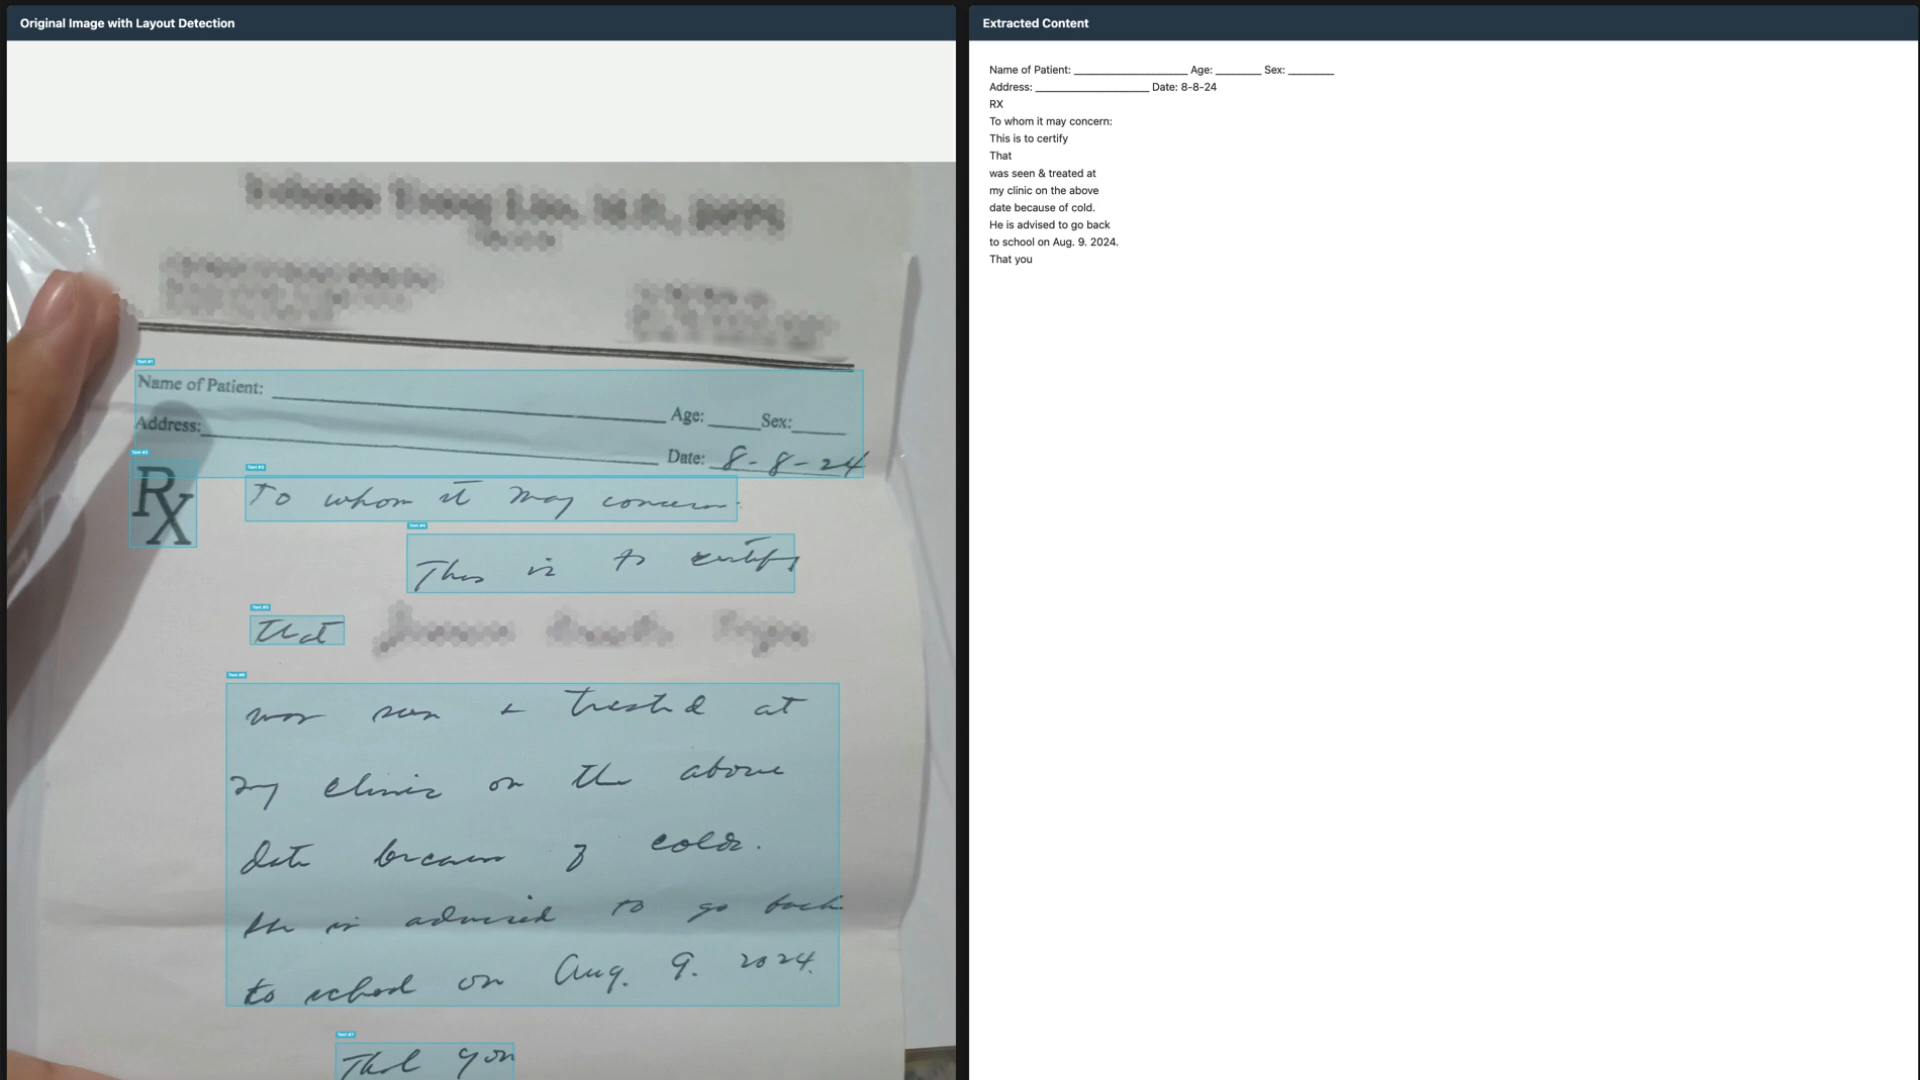 Original Image with Layout Detection
Name of Patient: Age: Sex:
Address: Date: 8-8-24
RX
To whom it may concern:
This is to certify
that
was seen & treated at
my clinic on the above
date because of colds.
He is advised to go back
to school on Aug. 9. 2024.
Thank you
Extracted Content
Name of Patient: ____________________ Age: ________ Sex: ________
Address: ____________________ Date: 8-8-24
RX
To whom it may concern:
This is to certify
That
was seen & treated at
my clinic on the above
date because of cold.
He is advised to go back
to school on Aug. 9. 2024.
That you